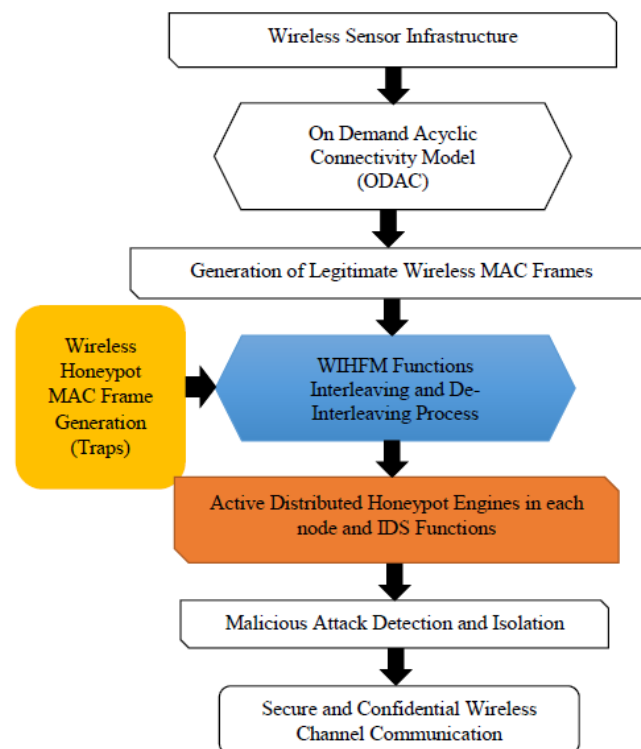 Wireless Sensor Infrastructure
On Demand Acyclic
Connectivity Model
(ODAC)
Generation of Legitimate Wireless MAC Frames
Wireless
Honeypot
MAC Frame
Generation
(Traps)
WIHFM Functions
Interleaving and De-
Interleaving Process
Active Distributed Honeypot Engines in each
node and IDS Functions
Malicious Attack Detection and Isolation
Secure and Confidential Wireless
Channel Communication